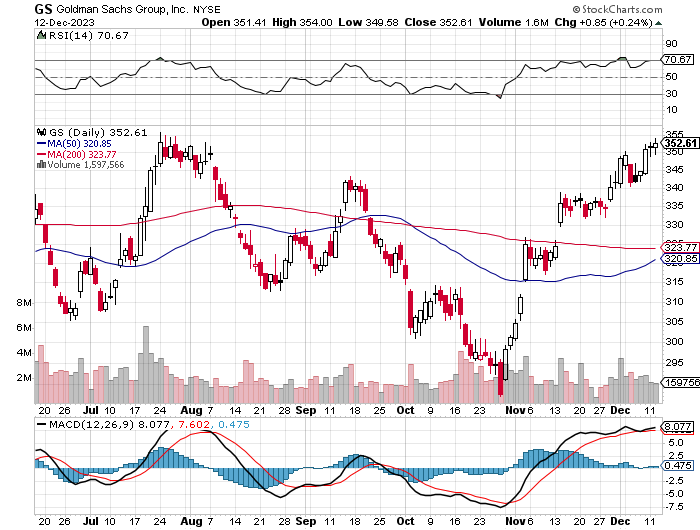 GS Goldman Sachs Group, Inc. NYSE
© StockCharts.com
12-Dec-2023
Open 351.41 High 354.00 Low 349.58 Close 352.61 Volume 1.6M Chg +0.85 (+0.24%)
RSI(14) 70.67
90
70.67
50
30
10
GS (Daily) 352.61
MA(50) 320.85
MA(200) 323.77
Volume 1,597,566
355
352.61
350
345
340
335
330
325
323.77
320.85
315
310
305
300
295
8M
6M
4M
2M
1597566
20 26 Jul 10 17 24 Aug 7 14 21 28 Sep 11 18 25 Oct 9 16 23 Nov 6 13 20 27 Dec 11
MACD(12,26,9) 8.077, 7.602, 0.475
8.077
5.0
2.5
0.475
-2.5
-5.0
-7.5
20 26 Jul 10 17 24 Aug 7 14 21 28 Sep 11 18 25 Oct 9 16 23 Nov 6 13 20 27 Dec 11